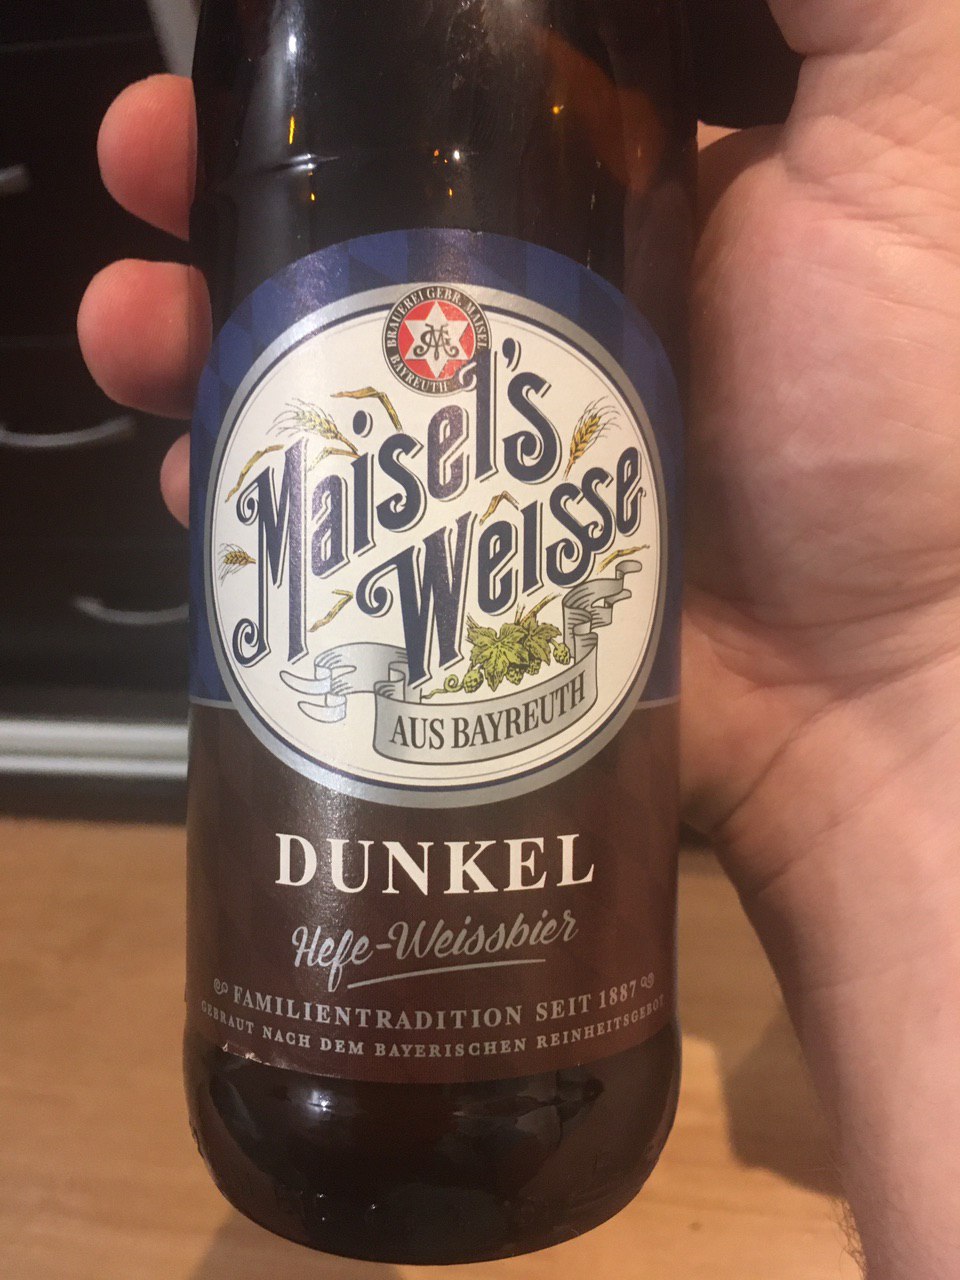 BRAUEREI GEBR. MAISEL
BAYREUTH
Maisel's
Weisse
AUS BAYREUTH
DUNKEL
Hefe-Weissbier
FAMILIENTRADITION SEIT 1887
GEBRAUT NACH DEM BAYERISCHEN REINHEITSGEBOT